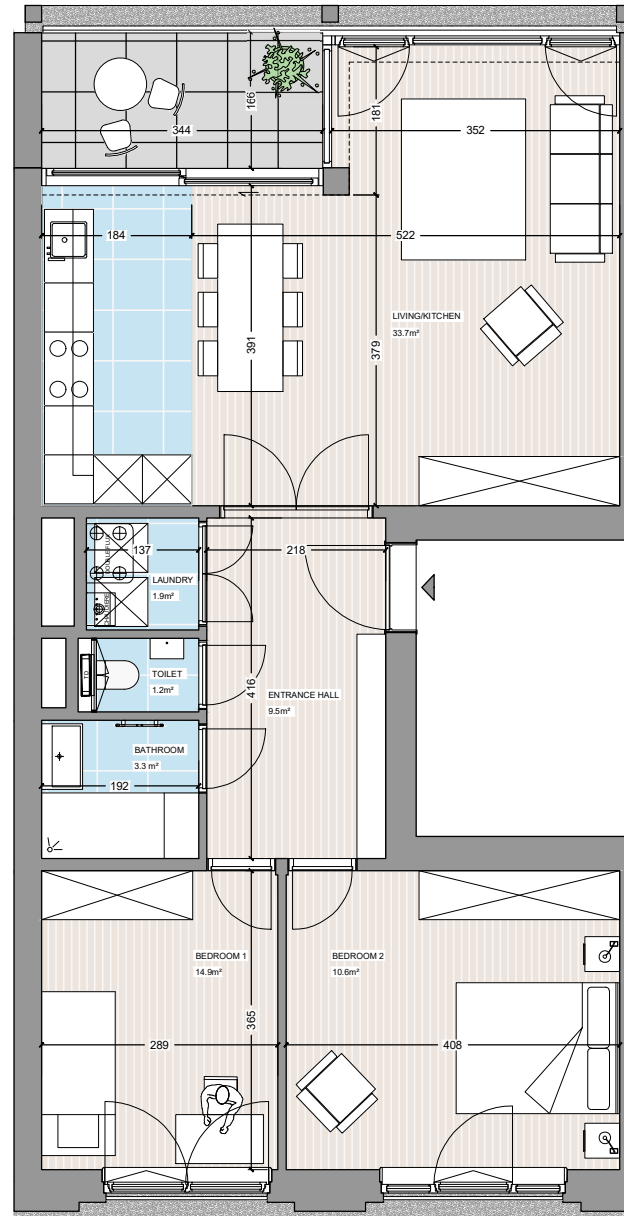 166
181
344
352
184
522
LIVING/KITCHEN
33.7m²
391
379
137
LAUNDRY
1.9m²
218
TOILET
1.2m²
TD
416
ENTRANCE HALL
9.5m²
BATHROOM
3.3 m²
192
BEDROOM 1
14.9m²
BEDROOM 2
10.6m²
365
289
408